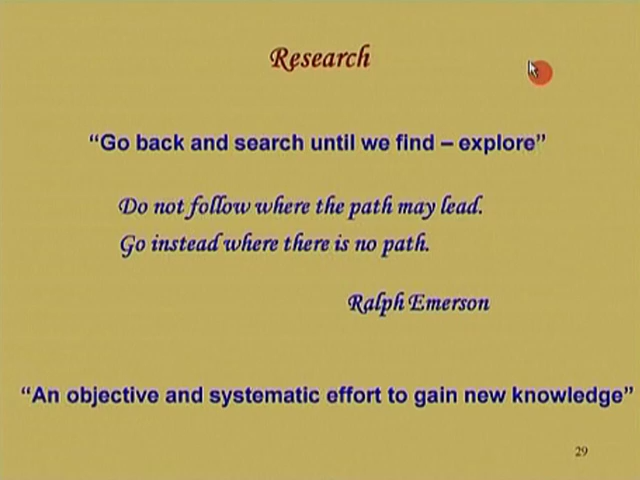 Research
“Go back and search until we find – explore”
Do not follow where the path may lead.
Go instead where there is no path.
Ralph Emerson
“An objective and systematic effort to gain new knowledge”
29